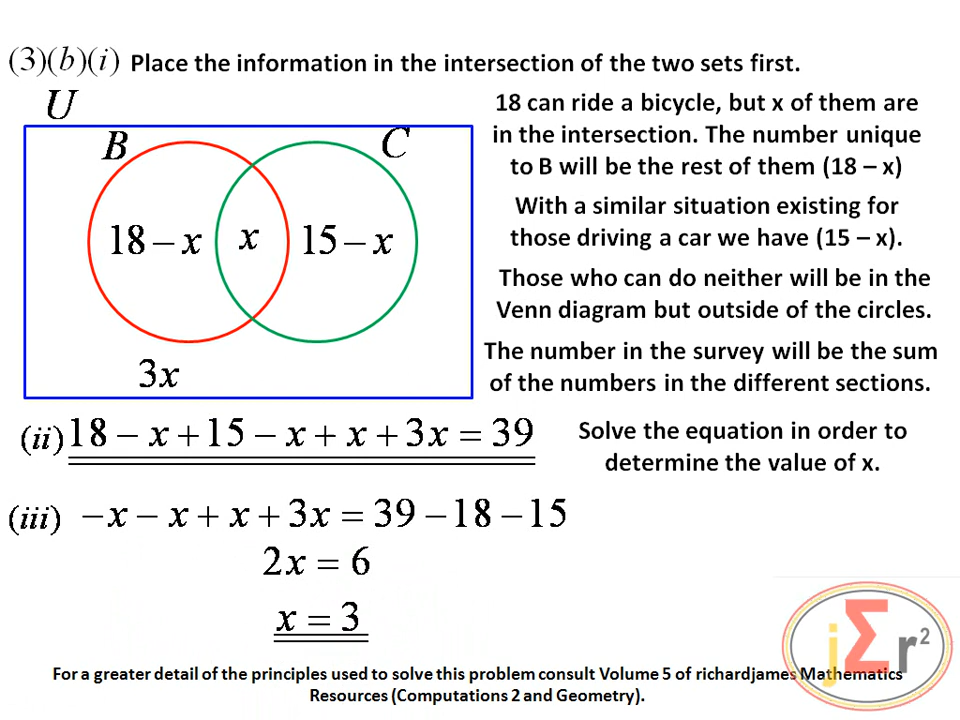 (3)(b)(i) Place the information in the intersection of the two sets first.
U
B
C
18 – x
x
15 – x
3x
18 can ride a bicycle, but x of them are
in the intersection. The number unique
to B will be the rest of them (18 – x)
With a similar situation existing for
those driving a car we have (15 – x).
Those who can do neither will be in the
Venn diagram but outside of the circles.
The number in the survey will be the sum
of the numbers in the different sections.
(ii) 18 – x + 15 – x + x + 3x = 39
Solve the equation in order to
determine the value of x.
(iii) – x – x + x + 3x = 39 – 18 – 15
2x = 6
x = 3
jΣr²
For a greater detail of the principles used to solve this problem consult Volume 5 of richardjames Mathematics
Resources (Computations 2 and Geometry).